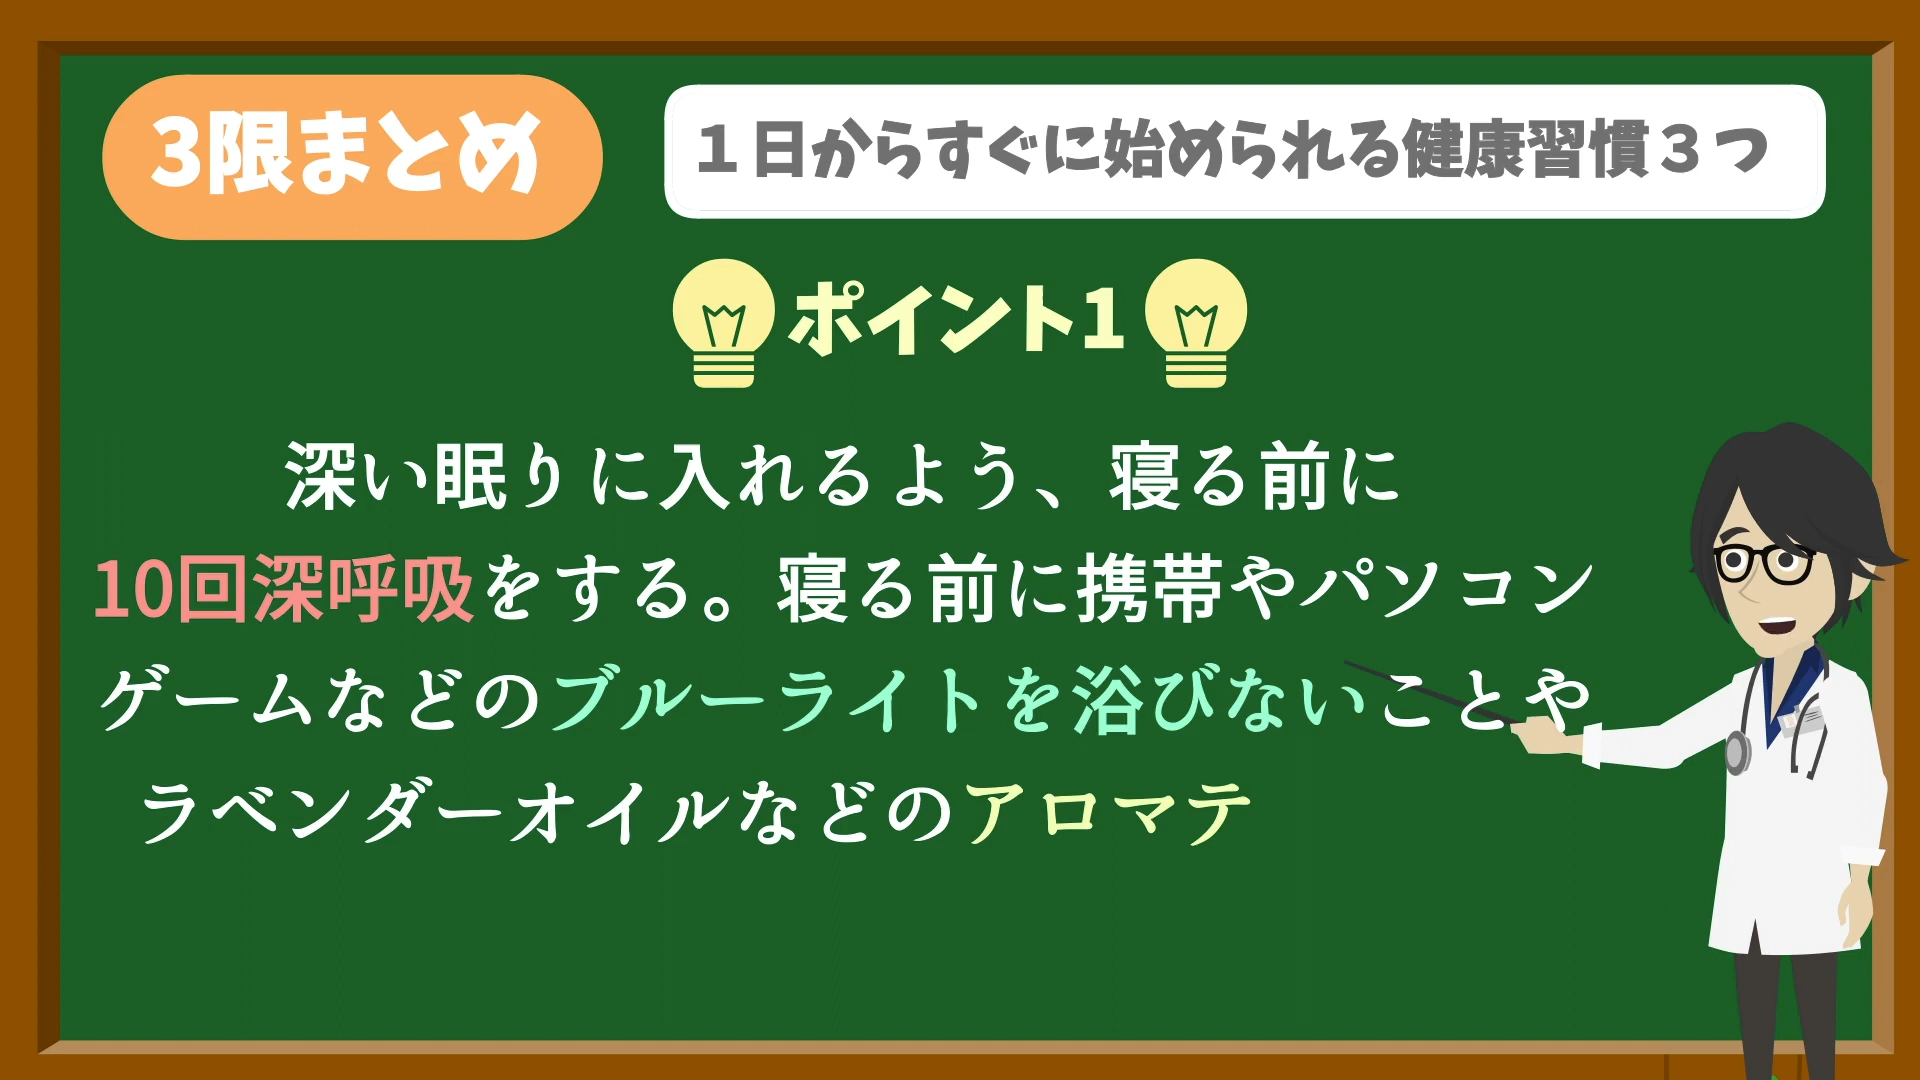 3限まとめ
１日からすぐに始められる健康習慣３つ
ポイント1
深い眠りに入れるよう、寝る前に
10回深呼吸をする。寝る前に携帯やパソコン
ゲームなどのブルーライトを浴びないことや
ラベンダーオイルなどのアロマテ